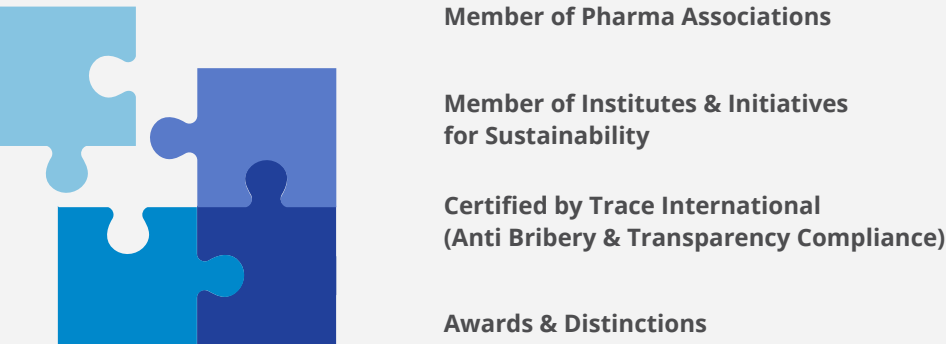 Member of Pharma Associations
Member of Institutes & Initiatives
for Sustainability
Certified by Trace International
(Anti Bribery & Transparency Compliance)
Awards & Distinctions